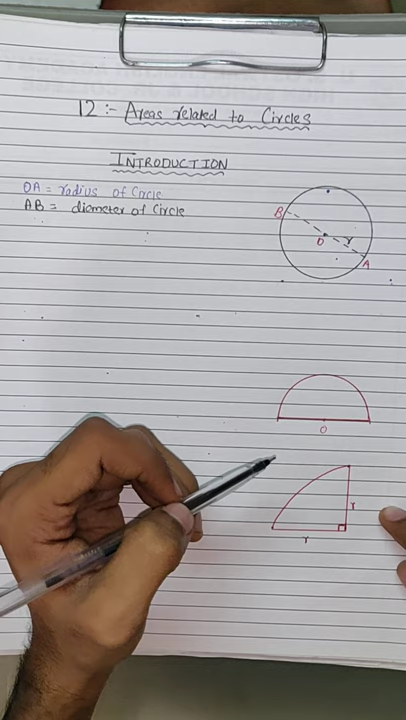 12:- Areas related to Circles
INTRODUCTION
OA = radius of Circle
AB = diameter of Circle
B
O
r
A
O
r
r